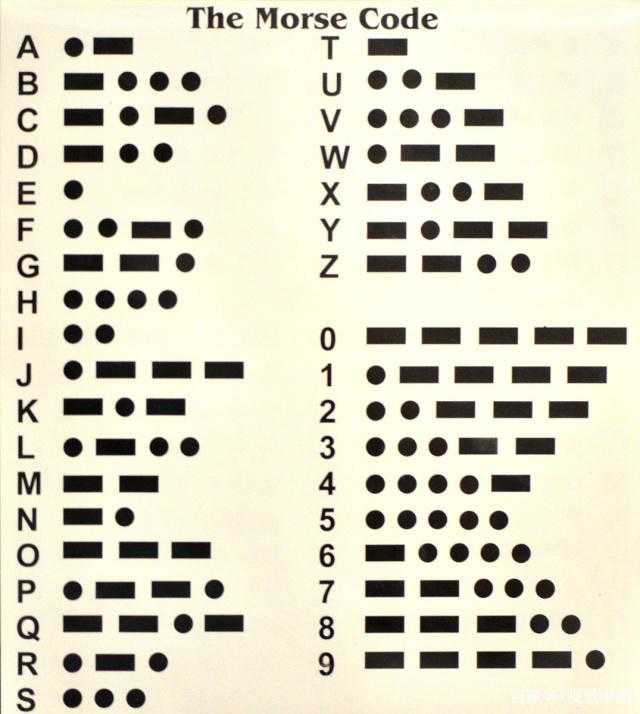 The Morse Code
A ●▬
B ▬●●●
C ▬●▬●
D ▬●●
E ●
F ●●▬●
G ▬▬●
H ●●●●
I ●●
J ●▬▬▬
K ▬●▬
L ●▬●●
M ▬▬
N ▬●
O ▬▬▬
P ●▬▬●
Q ▬▬●▬
R ●▬●
S ●●●
T ▬
U ●●▬
V ●●●▬
W ●▬▬
X ▬●●▬
Y ▬●▬▬
Z ▬▬●●
0 ▬▬▬▬▬
1 ●▬▬▬▬
2 ●●▬▬▬
3 ●●●▬▬
4 ●●●●▬
5 ●●●●●
6 ▬●●●●
7 ▬▬●●●
8 ▬▬▬●●
9 ▬▬▬▬●